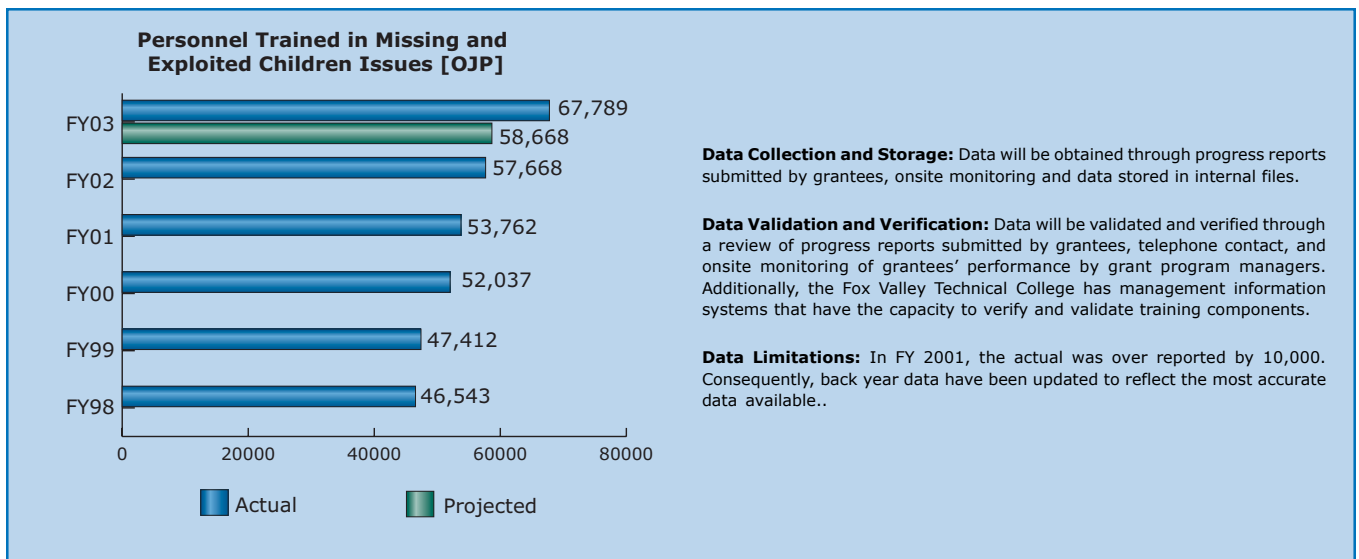 Personnel Trained in Missing and
Exploited Children Issues [OJP]
FY03
67,789
58,668
FY02
57,668
FY01
53,762
FY00
52,037
FY99
47,412
FY98
46,543
0 20000 40000 60000 80000
Actual Projected
Data Collection and Storage: Data will be obtained through progress reports
submitted by grantees, onsite monitoring and data stored in internal files.
Data Validation and Verification: Data will be validated and verified through
a review of progress reports submitted by grantees, telephone contact, and
onsite monitoring of grantees’ performance by grant program managers.
Additionally, the Fox Valley Technical College has management information
systems that have the capacity to verify and validate training components.
Data Limitations: In FY 2001, the actual was over reported by 10,000.
Consequently, back year data have been updated to reflect the most accurate
data available..